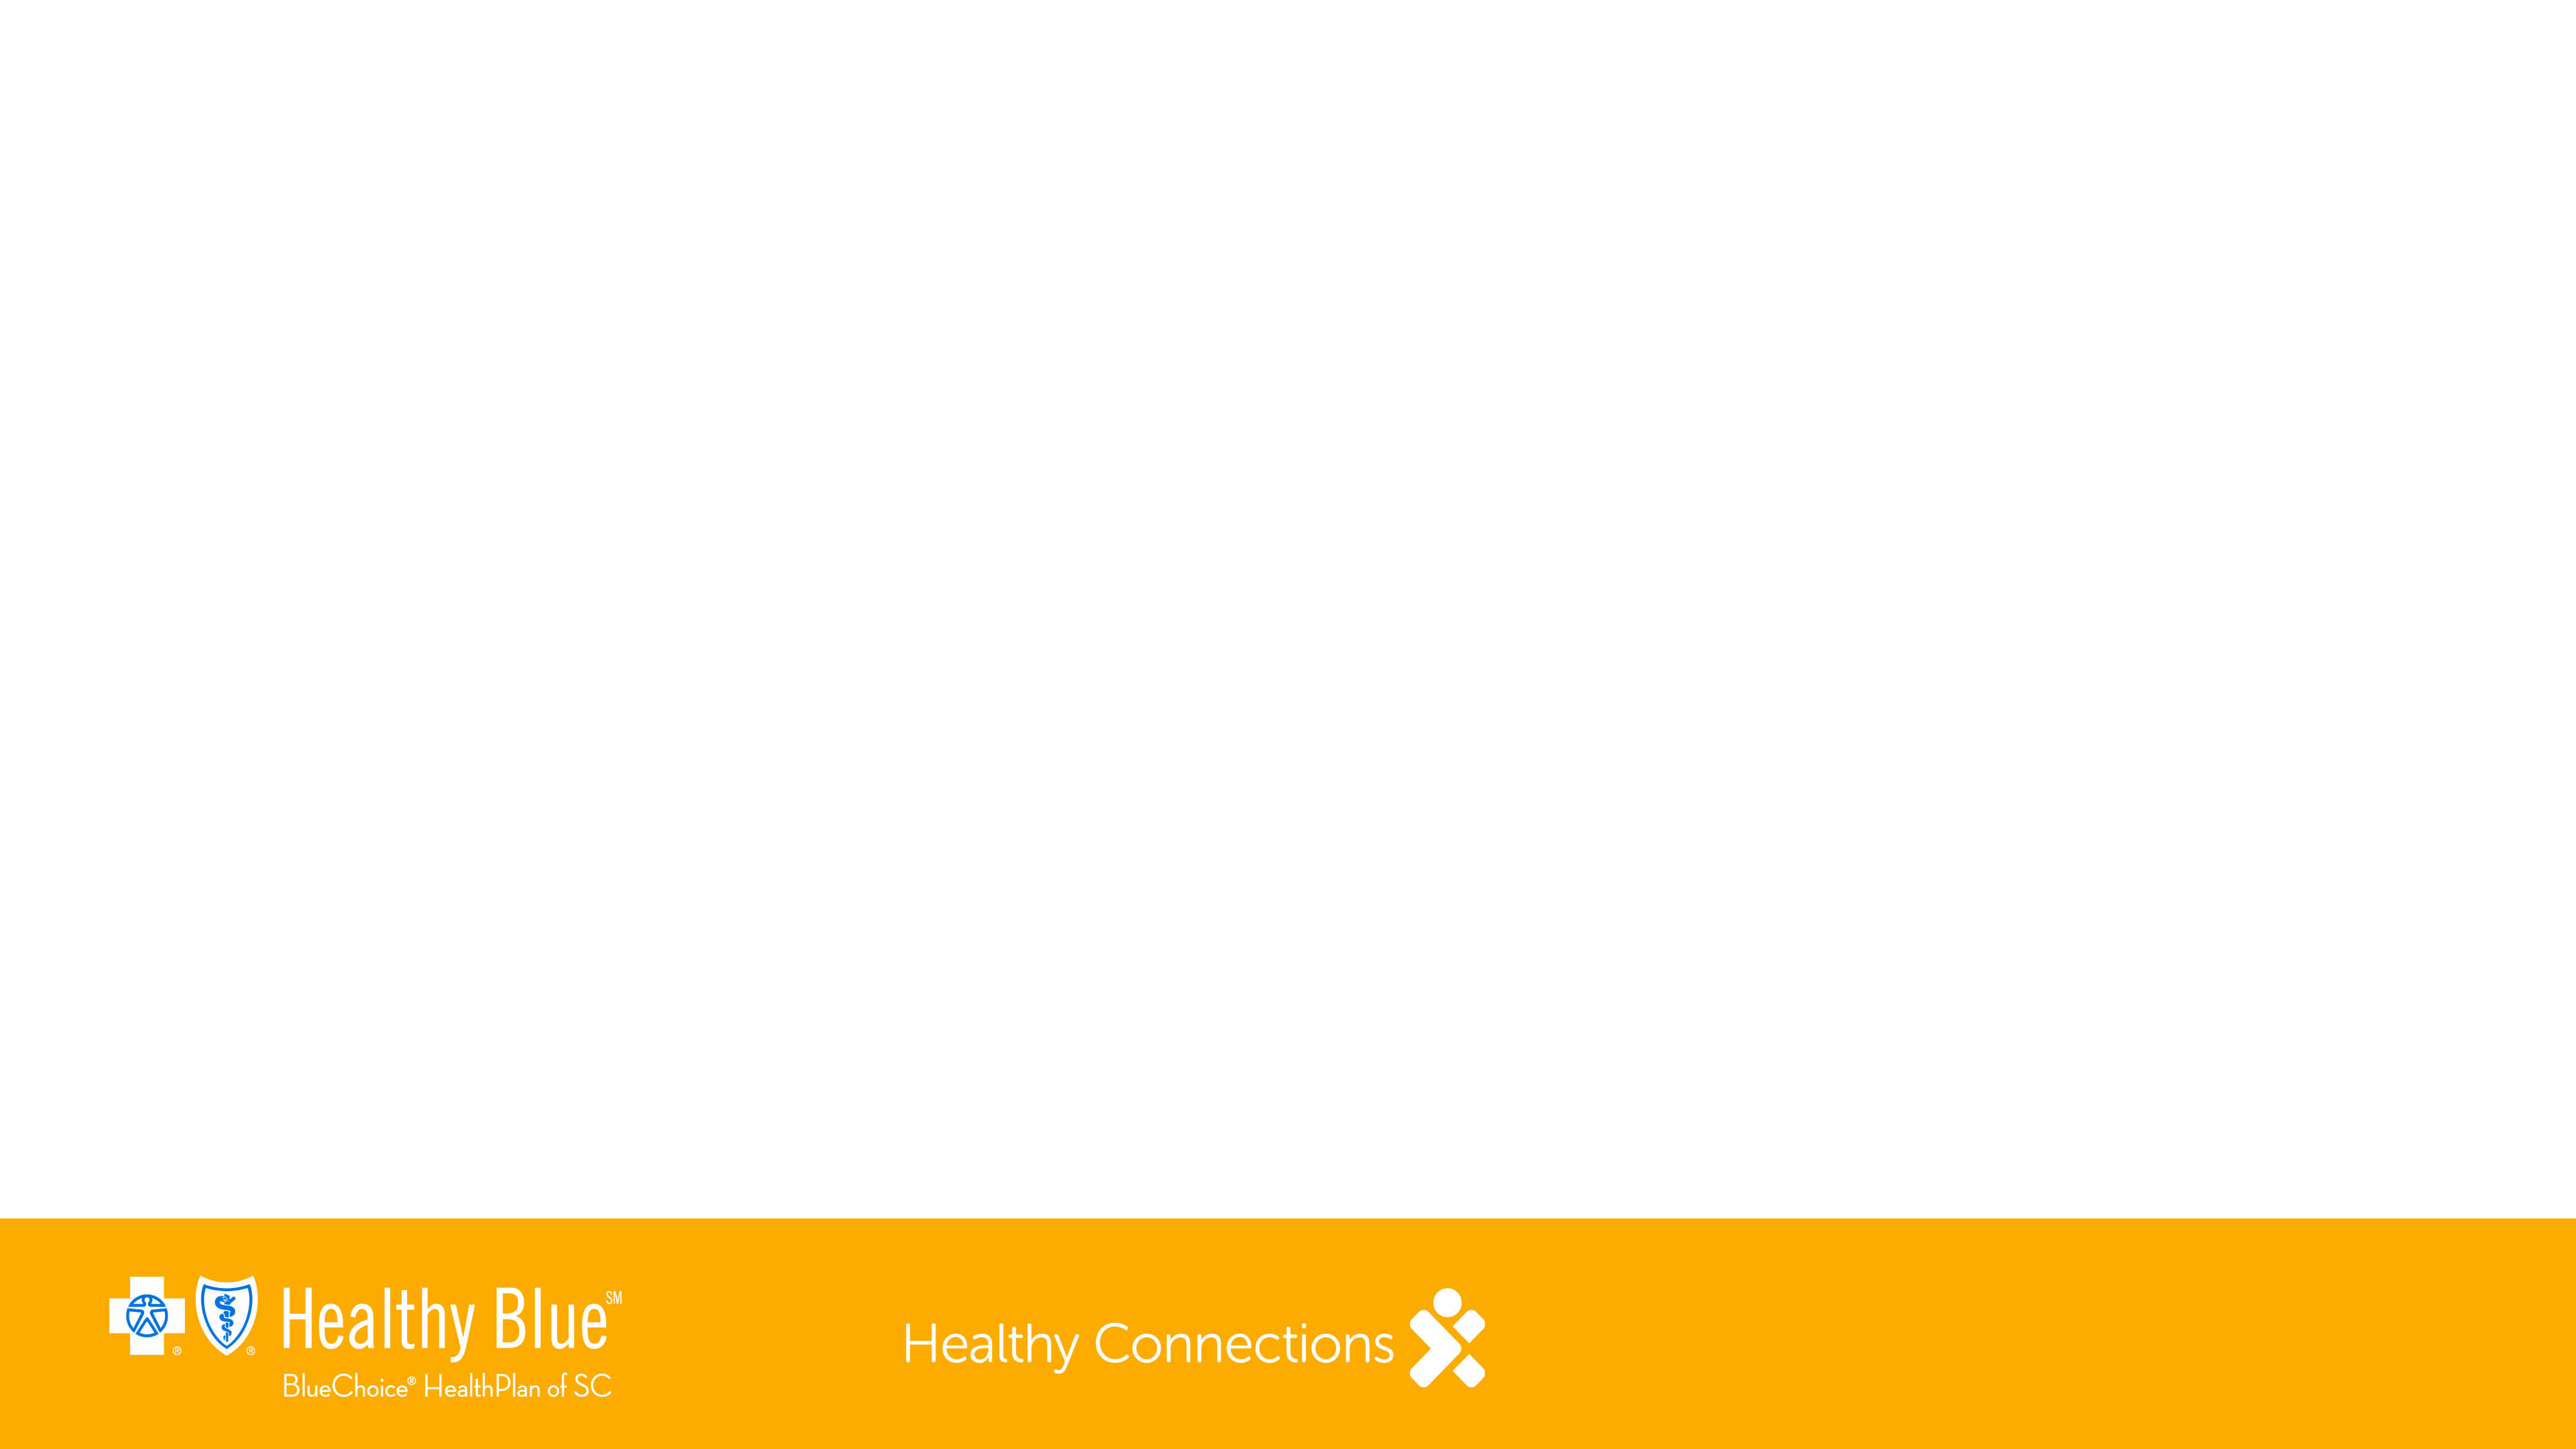 Healthy Blue℠
BlueChoice® HealthPlan of SC
Healthy Connections
® ®